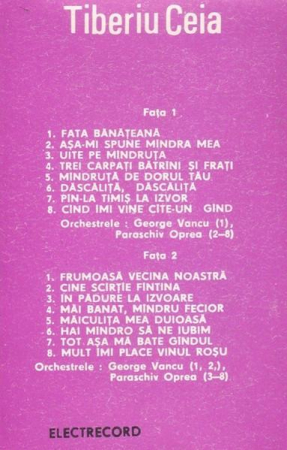 Tiberiu Ceia
Fața 1
1. FATA BĂNĂȚEANĂ
2. AȘA-MI SPUNE MÎNDRA MEA
3. UITE PE MÎNDRUȚA
4. TREI CARPAȚI BĂTRÎNI ȘI FRAȚI
5. MÎNDRUȚĂ DE DORUL TĂU
6. DĂSCĂLIȚĂ, DĂSCĂLIȚĂ
7. PÎN-LA TIMIȘ LA IZVOR
8. CÎND ÎMI VINE CÎTE-UN GÎND
Orchestrele : George Vancu (1),
Paraschiv Oprea (2–8)
Fața 2
1. FRUMOASĂ VECINA NOASTRĂ
2. CINE SCÎRȚÎE FÎNTÎNA
3. ÎN PĂDURE LA IZVOARE
4. MĂI BANAT, MÎNDRU FECIOR
5. MĂICULIȚA MEA DUIOASĂ
6. HAI MÎNDRO SĂ NE IUBIM
7. TOT AȘA MĂ BATE GÎNDUL
8. MULT ÎMI PLACE VINUL ROȘU
Orchestrele : George Vancu (1, 2,),
Paraschiv Oprea (3–8)
ELECTRECORD